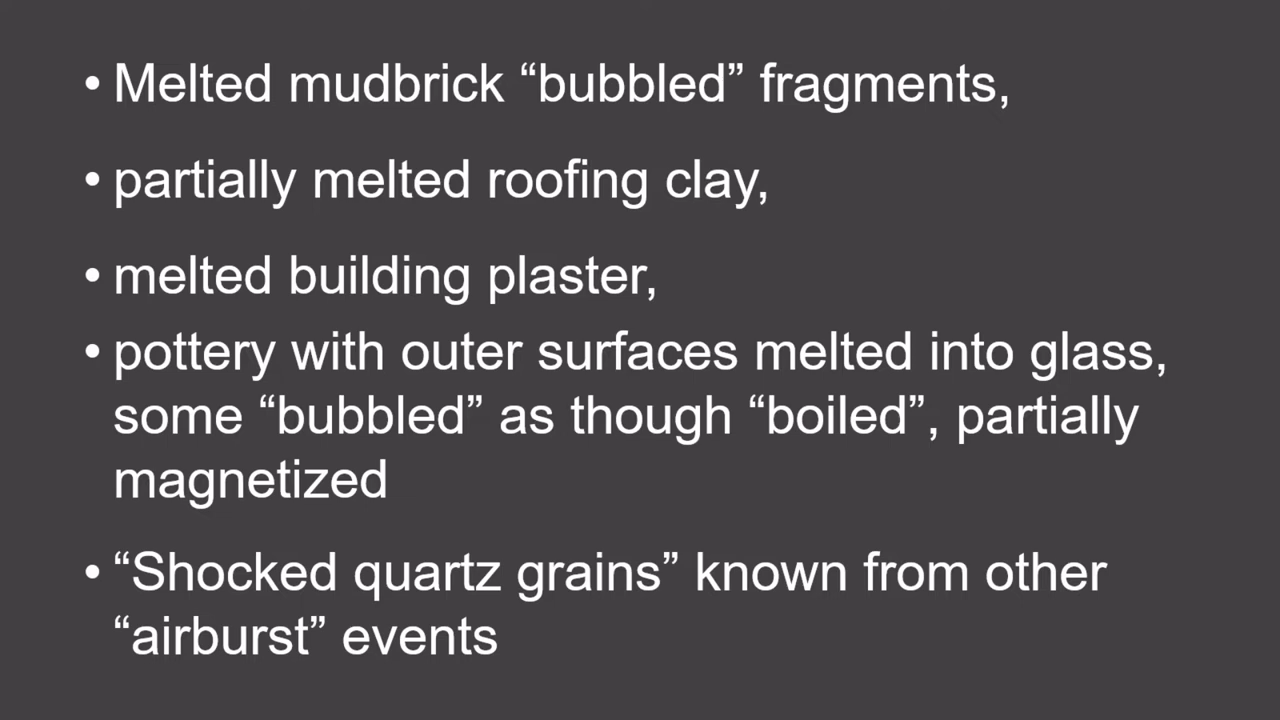 • Melted mudbrick “bubbled” fragments,
• partially melted roofing clay,
• melted building plaster,
• pottery with outer surfaces melted into glass,
some “bubbled” as though “boiled”, partially
magnetized
• “Shocked quartz grains” known from other
“airburst” events